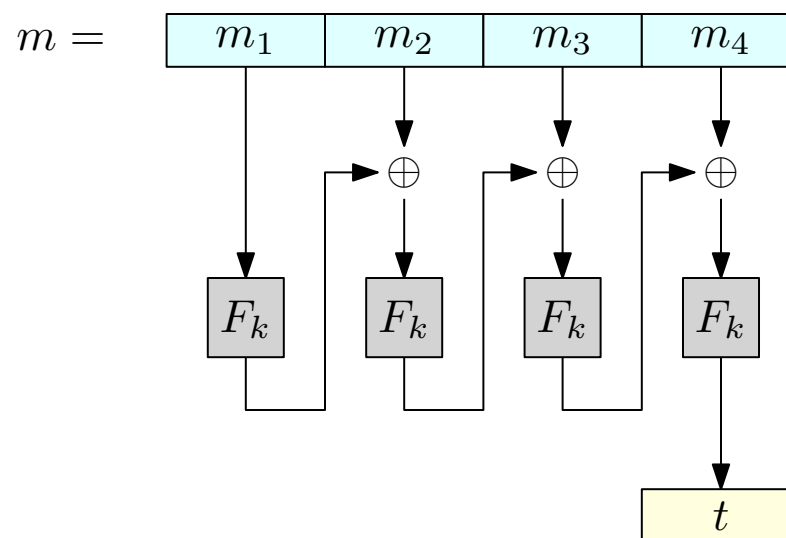 m = m₁ m₂ m₃ m₄
⊕ ⊕ ⊕
Fₖ Fₖ Fₖ Fₖ
t